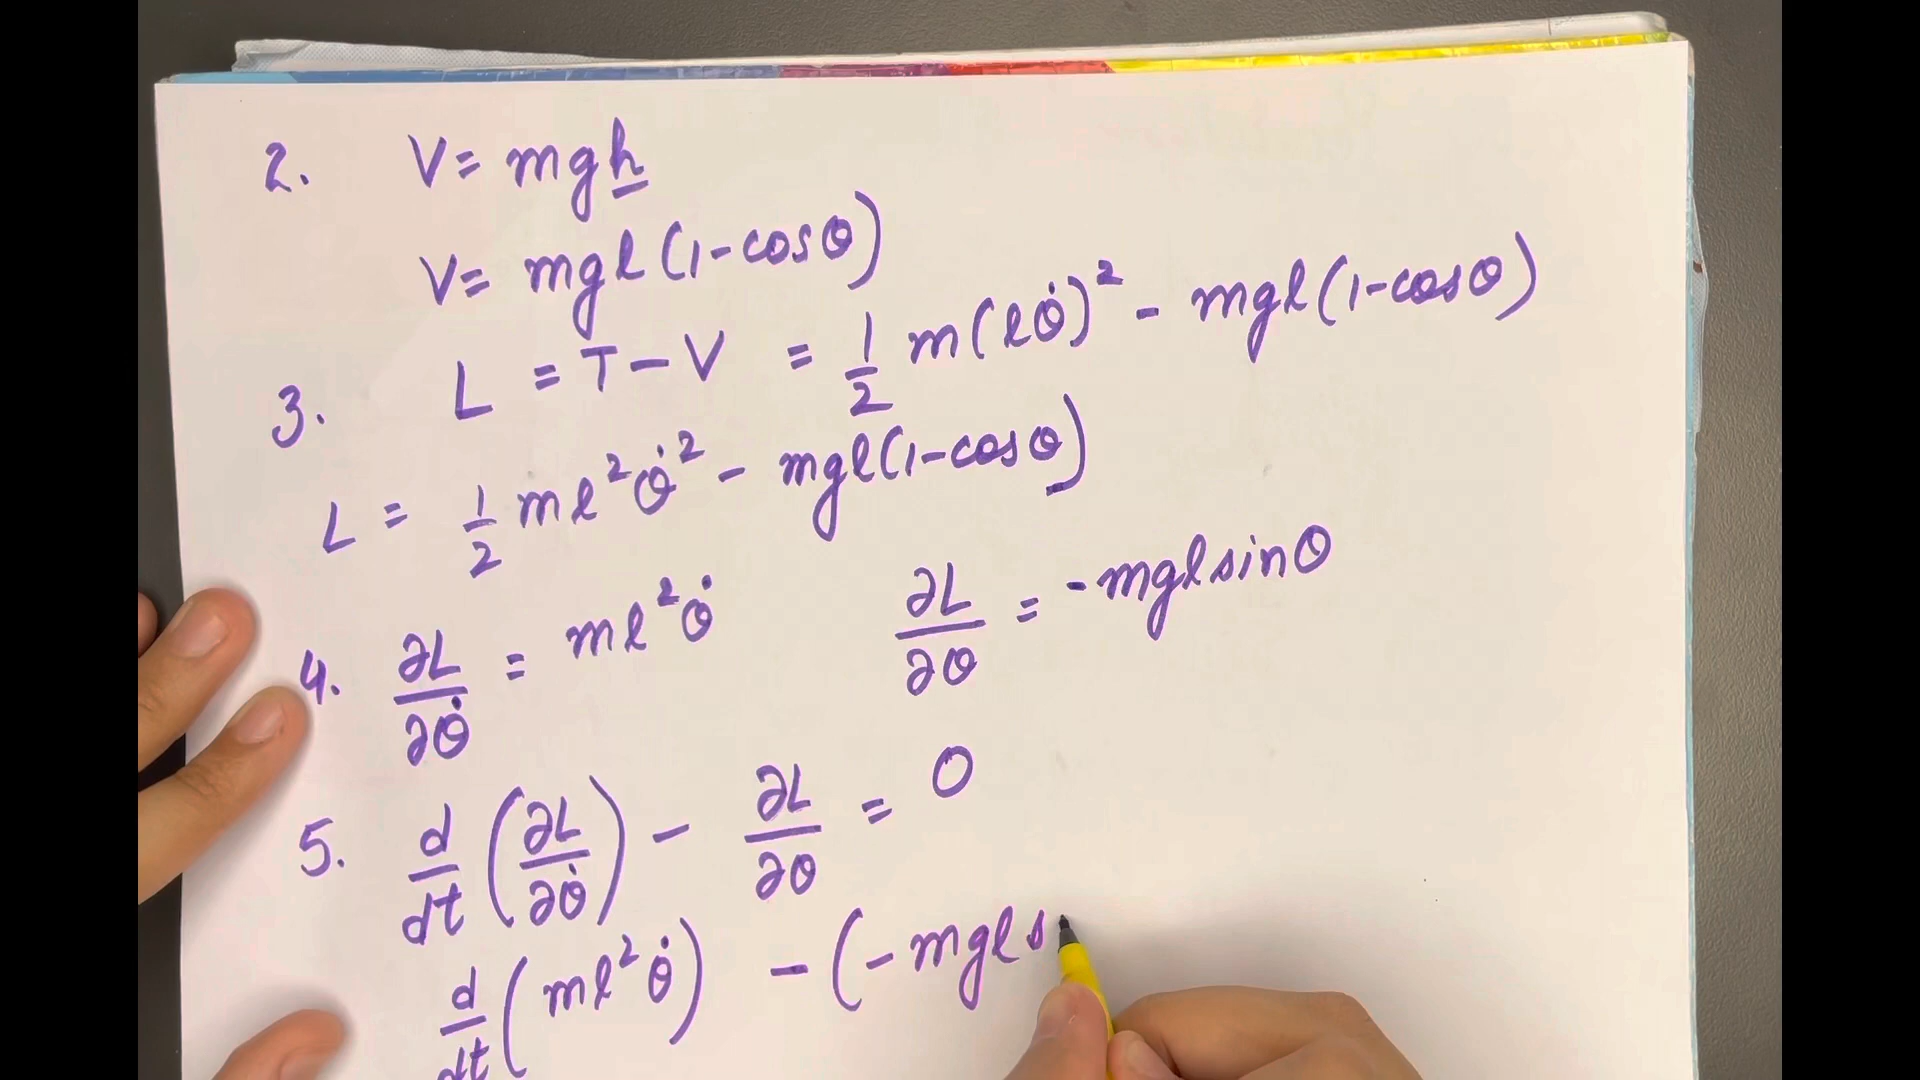 2. V = mgh
V = mgl(1-cosθ)
3. L = T - V = 1/2 m(lθ̇)² - mgl(1-cosθ)
L = 1/2 ml²θ̇² - mgl(1-cosθ)
4. ∂L/∂θ̇ = ml²θ̇ ∂L/∂θ = -mglsinθ
5. d/dt (∂L/∂θ̇) - ∂L/∂θ = 0
d/dt (ml²θ̇) - (-mgls